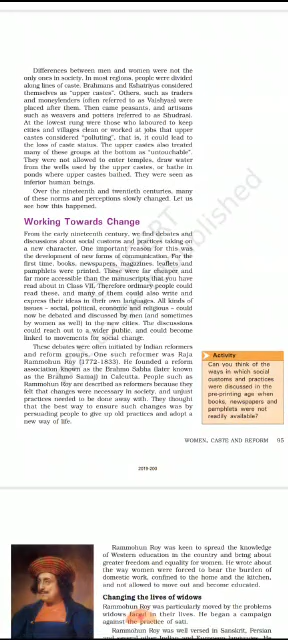 Differences between men and women were not the
only ones in society. In most regions, people were divided
along lines of caste. Brahmans and Kshatriyas considered
themselves as "upper castes". Others, such as traders
and moneylenders (often referred to as Vaishyas) were
placed after them. Then came peasants, and artisans
such as weavers and potters (referred to as Shudras).
At the lowest rung were those who laboured to keep
cities and villages clean or worked at jobs that upper
castes considered "polluting", that is, it could lead to
the loss of caste status. The upper castes also treated
many of these groups at the bottom as "untouchable".
They were not allowed to enter temples, draw water
from the wells used by the upper castes, or bathe in
ponds where upper castes bathed. They were seen as
inferior human beings.
Over the nineteenth and twentieth centuries, many
of these norms and perceptions slowly changed. Let us
see how this happened.
Working Towards Change
From the early nineteenth century, we find debates and
discussions about social customs and practices taking on
a new character. One important reason for this was
the development of new forms of communication. For the
first time, books, newspapers, magazines, leaflets and
pamphlets were printed. These were far cheaper and
far more accessible than the manuscripts that you have
read about in Class VII. Therefore ordinary people could
read these, and many of them could also write and
express their ideas in their own languages. All kinds of
issues – social, political, economic and religious – could
now be debated and discussed by men (and sometimes
by women as well) in the new cities. The discussions
could reach out to a wider public, and could become
linked to movements for social change.
These debates were often initiated by Indian reformers
and reform groups. One such reformer was Raja
Rammohun Roy (1772-1833). He founded a reform
association known as the Brahmo Sabha (later known
as the Brahmo Samaj) in Calcutta. People such as
Rammohun Roy are described as reformers because they
felt that changes were necessary in society, and unjust
practices needed to be done away with. They thought
that the best way to ensure such changes was by
persuading people to give up old practices and adopt a
new way of life.
Activity
Can you think of the
ways in which social
customs and practices
were discussed in the
pre-printing age when
books, newspapers and
pamphlets were not
readily available?
WOMEN, CASTE AND REFORM 95
2019-200
Rammohun Roy was keen to spread the knowledge
of Western education in the country and bring about
greater freedom and equality for women. He wrote about
the way women were forced to bear the burden of
domestic work, confined to the home and the kitchen,
and not allowed to move out and become educated.
Changing the lives of widows
Rammohun Roy was particularly moved by the problems
widows faced in their lives. He began a campaign
against the practice of sati.
Rammohun Roy was well versed in Sanskrit, Persian